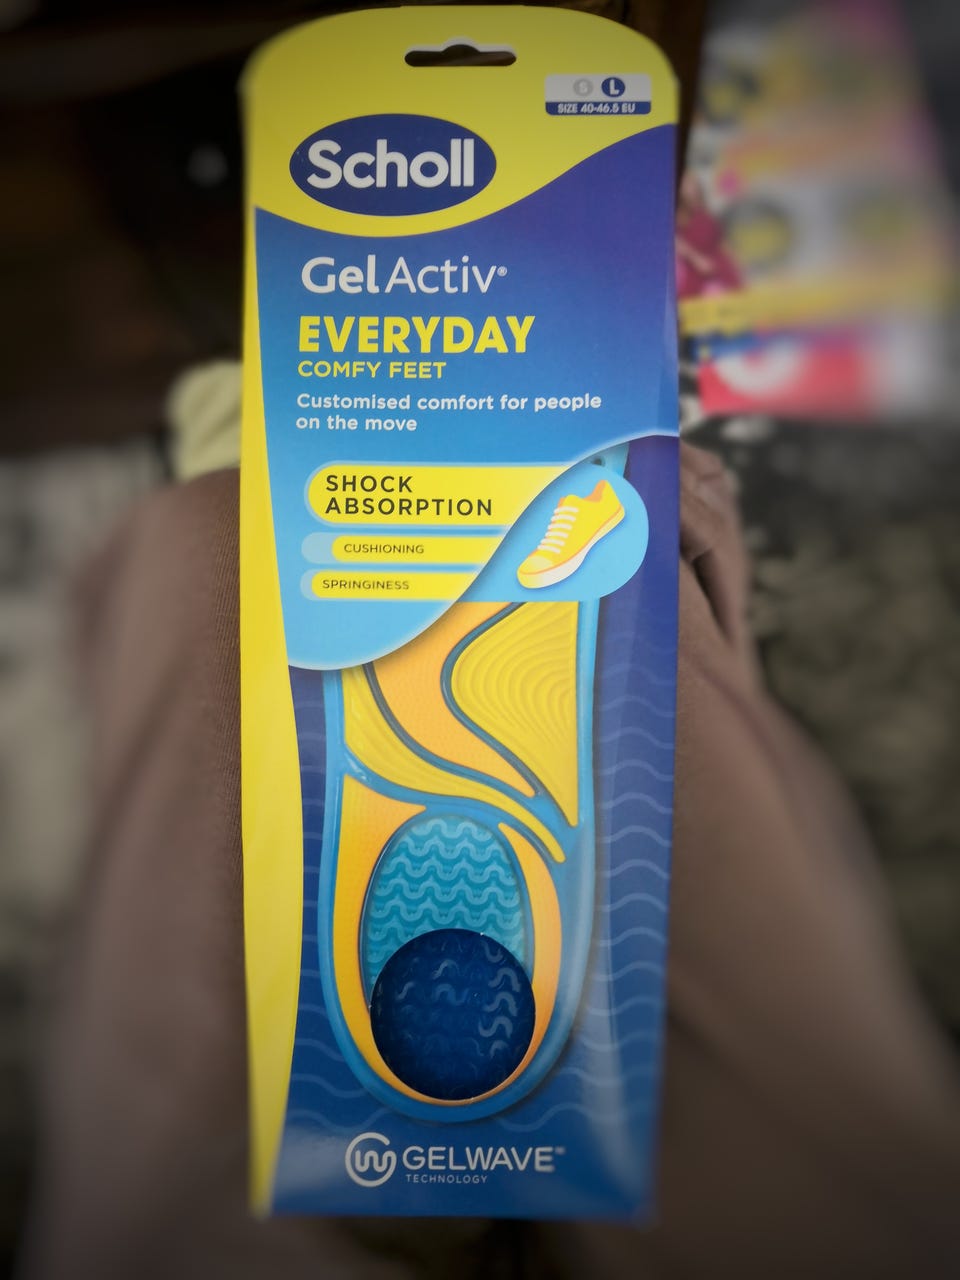 S L
SIZE 40-46.5 EU
Scholl
GelActiv®
EVERYDAY
COMFY FEET
Customised comfort for people
on the move
SHOCK
ABSORPTION
CUSHIONING
SPRINGINESS
GELWAVE™
TECHNOLOGY